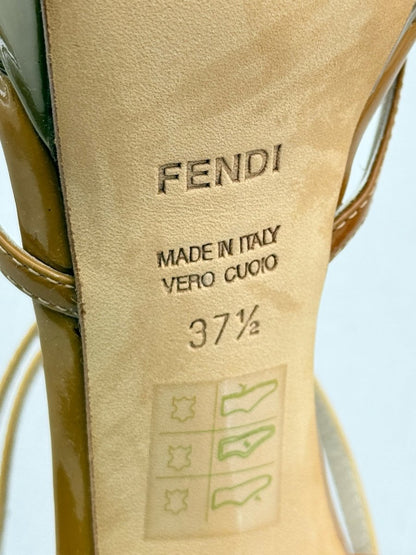 FENDI
MADE IN ITALY
VERO CUOIO
37½